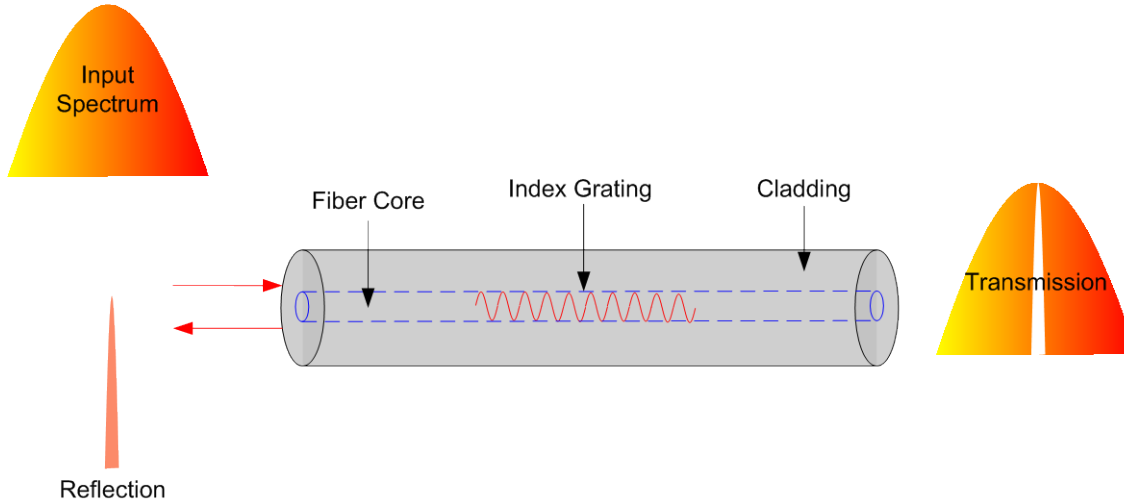 Input
Spectrum
Fiber Core
Index Grating
Cladding
Transmission
Reflection